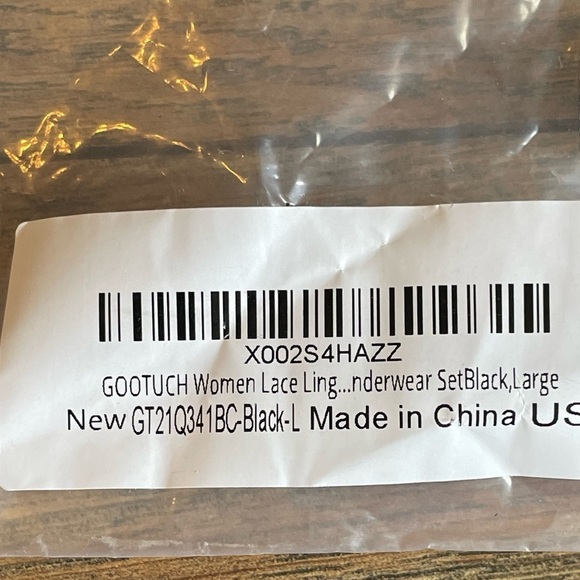 X002S4HAZZ
GOOTUCH Women Lace Ling...nderwear SetBlack,Large
New GT21Q341BC-Black-L Made in China US